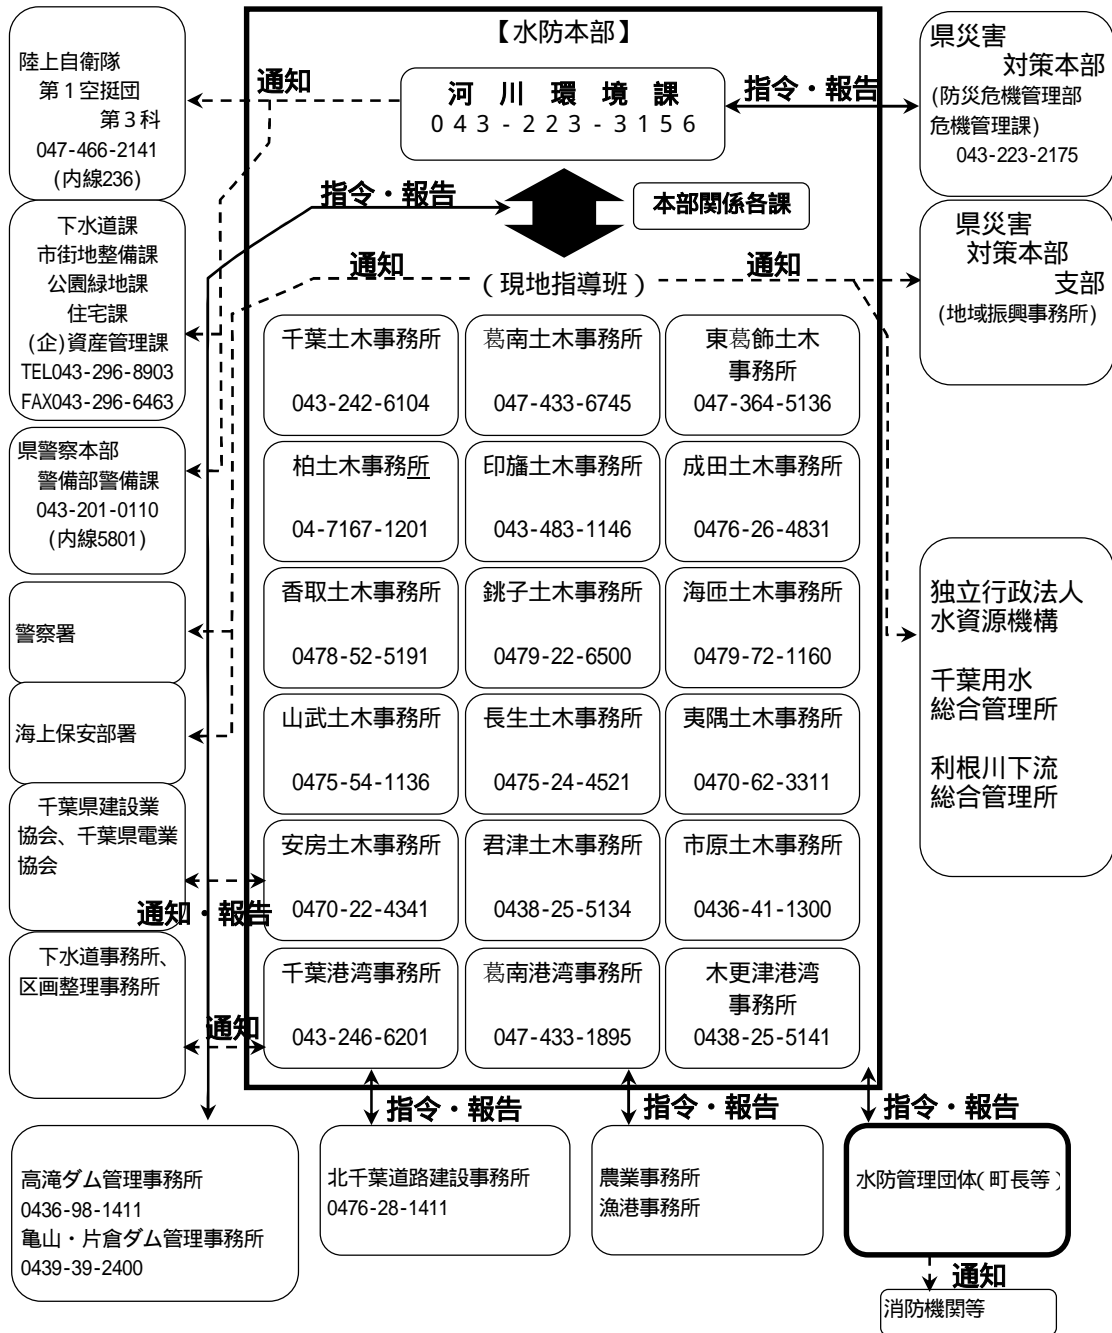 【水防本部】
河川環境課
043-223-3156
通知
指令・報告
陸上自衛隊
第1空挺団
第3科
047-466-2141
(内線236)
県災害
対策本部
(防災危機管理部
危機管理課)
043-223-2175
指令・報告
本部関係各課
下水道課
市街地整備課
公園緑地課
住宅課
(企)資産管理課
TEL043-296-8903
FAX043-296-6463
県災害
対策本部
支部
(地域振興事務所)
通知
(現地指導班)
通知
千葉土木事務所
043-242-6104
葛南土木事務所
047-433-6745
東葛飾土木
事務所
047-364-5136
県警察本部
警備部警備課
043-201-0110
(内線5801)
柏土木事務所
04-7167-1201
印旛土木事務所
043-483-1146
成田土木事務所
0476-26-4831
警察署
香取土木事務所
0478-52-5191
銚子土木事務所
0479-22-6500
海匝土木事務所
0479-72-1160
独立行政法人
水資源機構
千葉用水
総合管理所
利根川下流
総合管理所
海上保安部署
山武土木事務所
0475-54-1136
長生土木事務所
0475-24-4521
夷隅土木事務所
0470-62-3311
千葉県建設業
協会、千葉県電業
協会
通知・報告
安房土木事務所
0470-22-4341
君津土木事務所
0438-25-5134
市原土木事務所
0436-41-1300
下水道事務所、
区画整理事務所
通知
千葉港湾事務所
043-246-6201
葛南港湾事務所
047-433-1895
木更津港湾
事務所
0438-25-5141
指令・報告
指令・報告
指令・報告
高滝ダム管理事務所
0436-98-1411
亀山・片倉ダム管理事務所
0439-39-2400
北千葉道路建設事務所
0476-28-1411
農業事務所
漁港事務所
水防管理団体(町長等)
通知
消防機関等